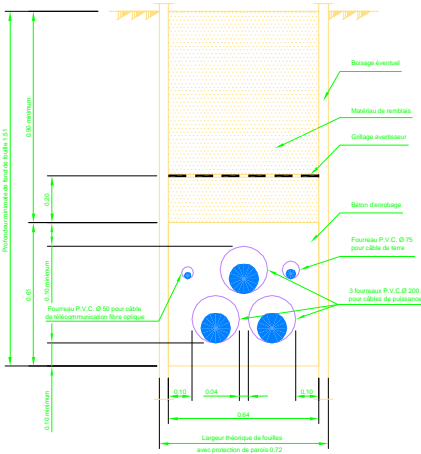 Boisage éventuel
Matériau de remblais
Grillage avertisseur
Béton d'enrobage
Fourreau P.V.C. Ø 75
pour câble de terre
3 fourreaux P.V.C.Ø 200
pour câbles de puissance
Fourreau P.V.C. Ø 50 pour câble
de télécommunication fibre optique
Profondeur minimale de fond de fouille 1.51
0.90 minimum
0.20
0.61
0.10 minimum
0.10 minimum
0.10
0.04
0.10
0.64
Largeur théorique de fouilles
avec protection de parois 0.72